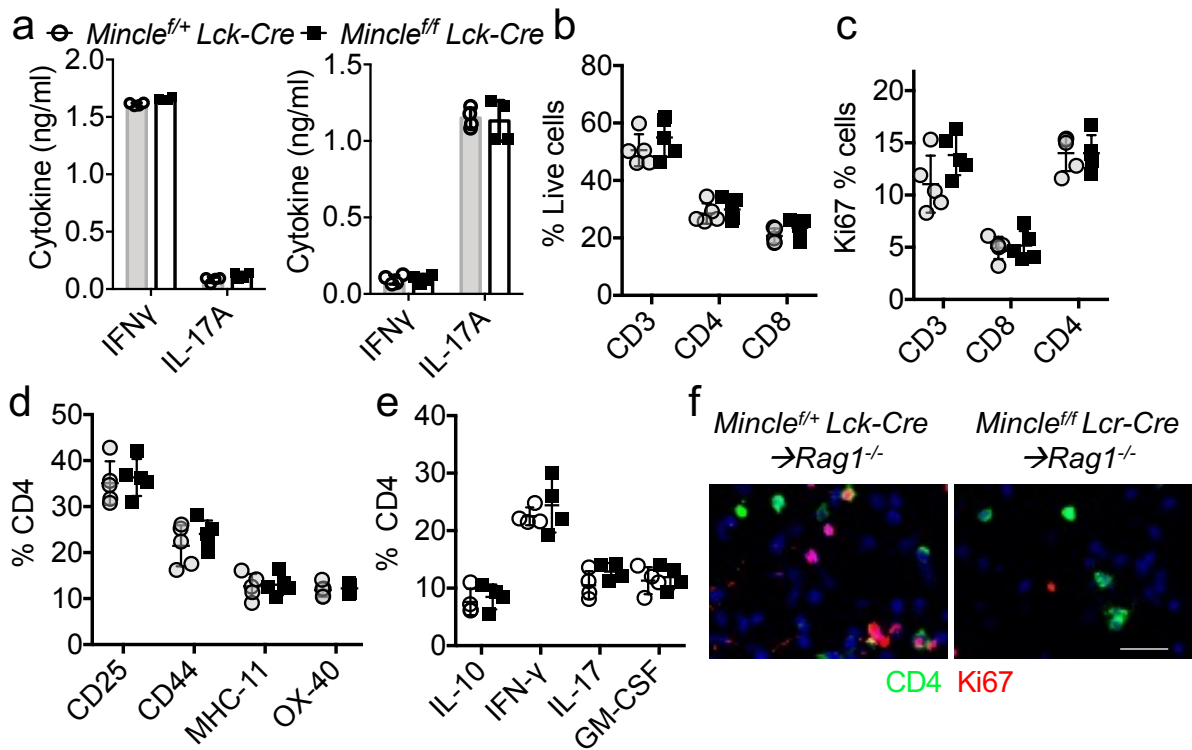 a Mincle^f/+ Lck-Cre Mincle^f/f Lck-Cre
Cytokine (ng/ml)
2.0
1.5
1.0
0.5
0.0
IFNγ
IL-17A
Cytokine (ng/ml)
1.5
1.0
0.5
0.0
IFNγ
IL-17A
b
% Live cells
80
60
40
20
0
CD3
CD4
CD8
c
Ki67 % cells
20
15
10
5
0
CD3
CD8
CD4
d
% CD4
50
40
30
20
10
0
CD25
CD44
MHC-11
OX-40
e
% CD4
40
30
20
10
0
IL-10
IFN-γ
IL-17
GM-CSF
f
Mincle^f/+ Lck-Cre
→Rag1^-/-
Mincle^f/f Lcr-Cre
→Rag1^-/-
CD4 Ki67